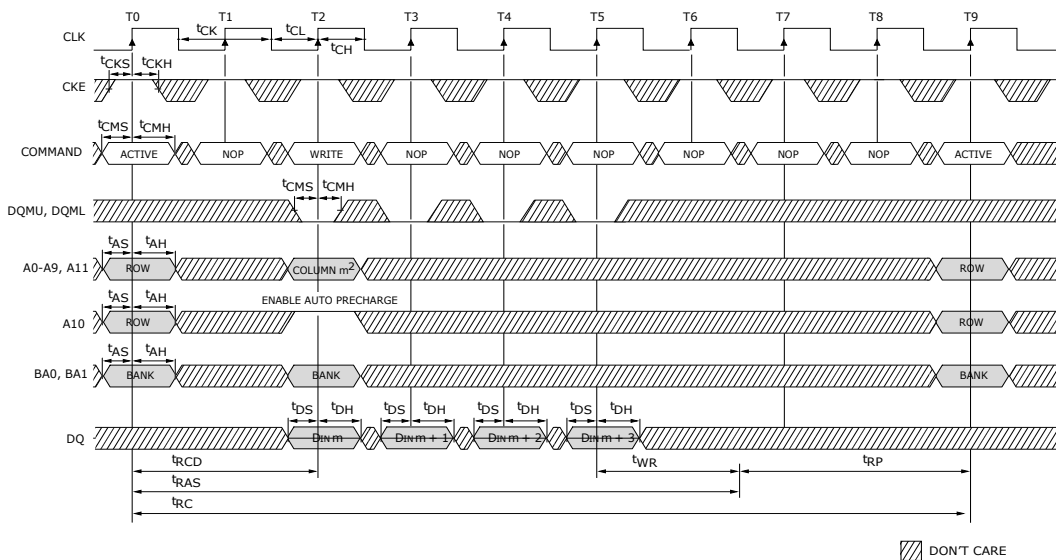 T0 T1 T2 T3 T4 T5 T6 T7 T8 T9
CLK tCK tCL tCH
tCKS tCKH
CKE
tCMS tCMH
COMMAND ACTIVE NOP WRITE NOP NOP NOP NOP NOP NOP ACTIVE
tCMS tCMH
DQMU, DQML
tAS tAH
A0-A9, A11 ROW COLUMN m² ROW
ENABLE AUTO PRECHARGE
tAS tAH
A10 ROW ROW
tAS tAH
BA0, BA1 BANK BANK BANK
tDS tDH tDS tDH tDS tDH tDS tDH
DQ DIN m DIN m + 1 DIN m + 2 DIN m + 3
tRCD tWR tRP
tRAS
tRC
DON'T CARE